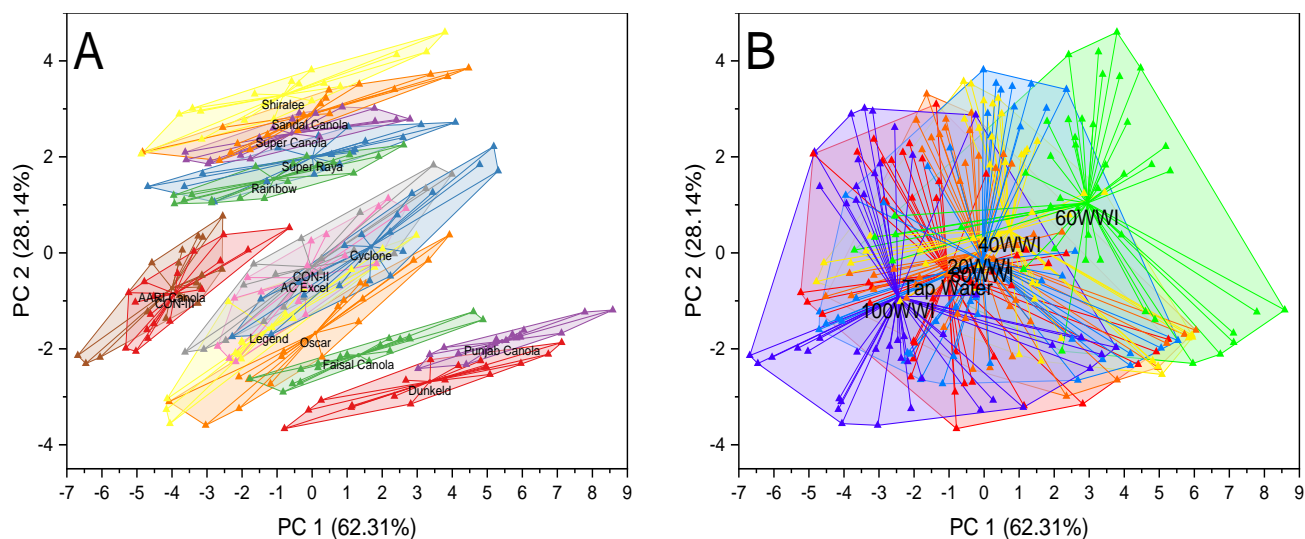 A
4
2
0
-2
-4
PC 2 (28.14%)
Shiralee
Sandal Canola
Super Canola
Super Raya
Rainbow
Cyclone
CON-II
AC Excel
AARI Canola
CON-III
Legend
Oscar
Faisal Canola
Punjab Canola
Dunkeld
-7 -6 -5 -4 -3 -2 -1 0 1 2 3 4 5 6 7 8 9
PC 1 (62.31%)
B
4
2
0
-2
-4
PC 2 (28.14%)
60WWI
40WWI
20WWI
80WWI
Tap Water
100WWI
-7 -6 -5 -4 -3 -2 -1 0 1 2 3 4 5 6 7 8 9
PC 1 (62.31%)